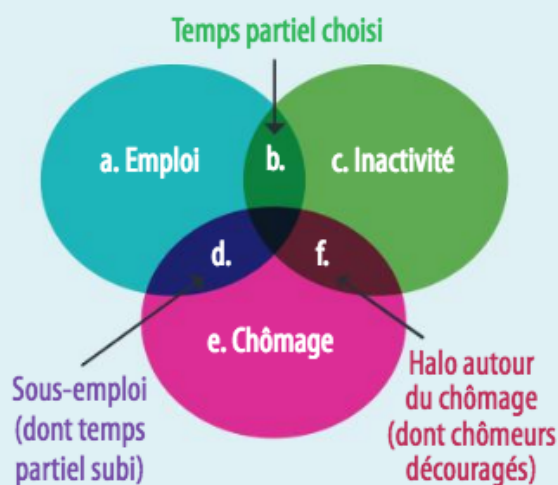 Temps partiel choisi
a. Emploi
b.
c. Inactivité
d.
f.
e. Chômage
Sous-emploi
(dont temps
partiel subi)
Halo autour
du chômage
(dont chômeurs
découragés)